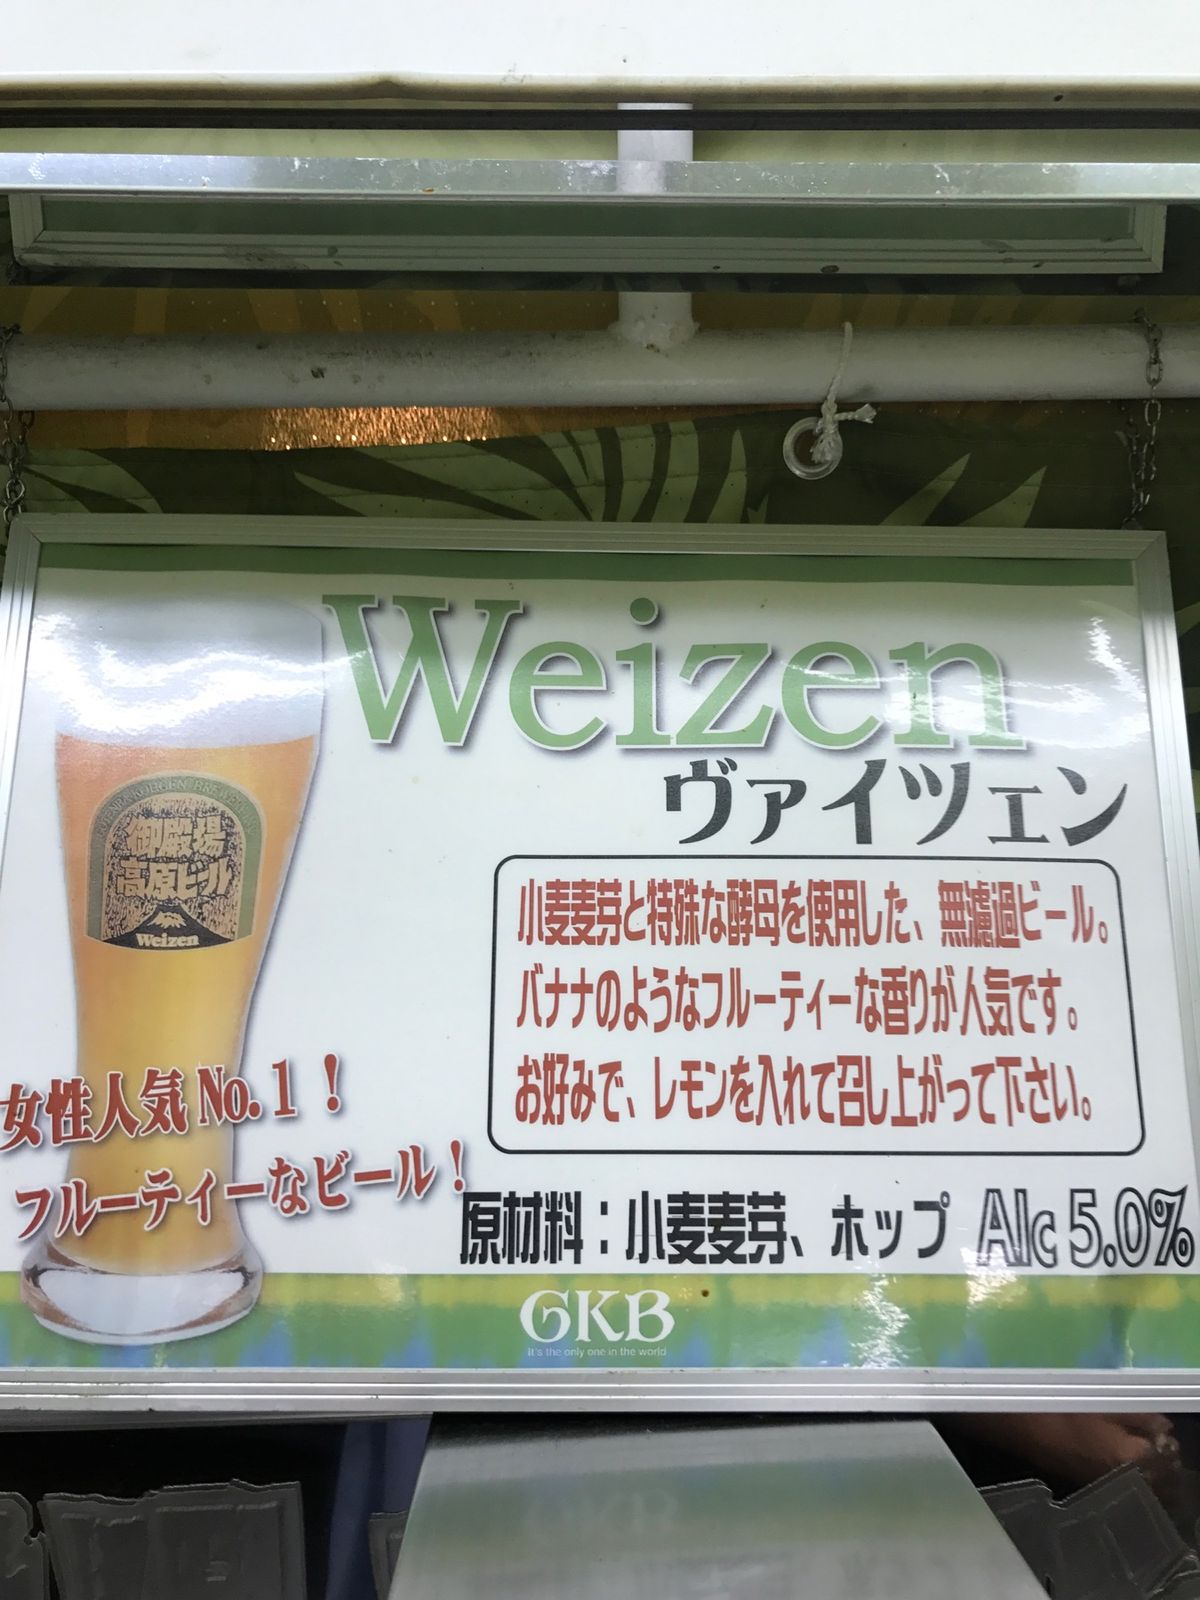 Weizen
ヴァイツェン
御殿場
高原ビール
Weizen
小麦麦芽と特殊な酵母を使用した、無濾過ビール。
バナナのようなフルーティーな香りが人気です。
お好みで、レモンを入れて召し上がって下さい。
女性人気No.1！
フルーティーなビール！
原材料：小麦麦芽、ホップ Alc 5.0%
GKB
It's the only one in the world